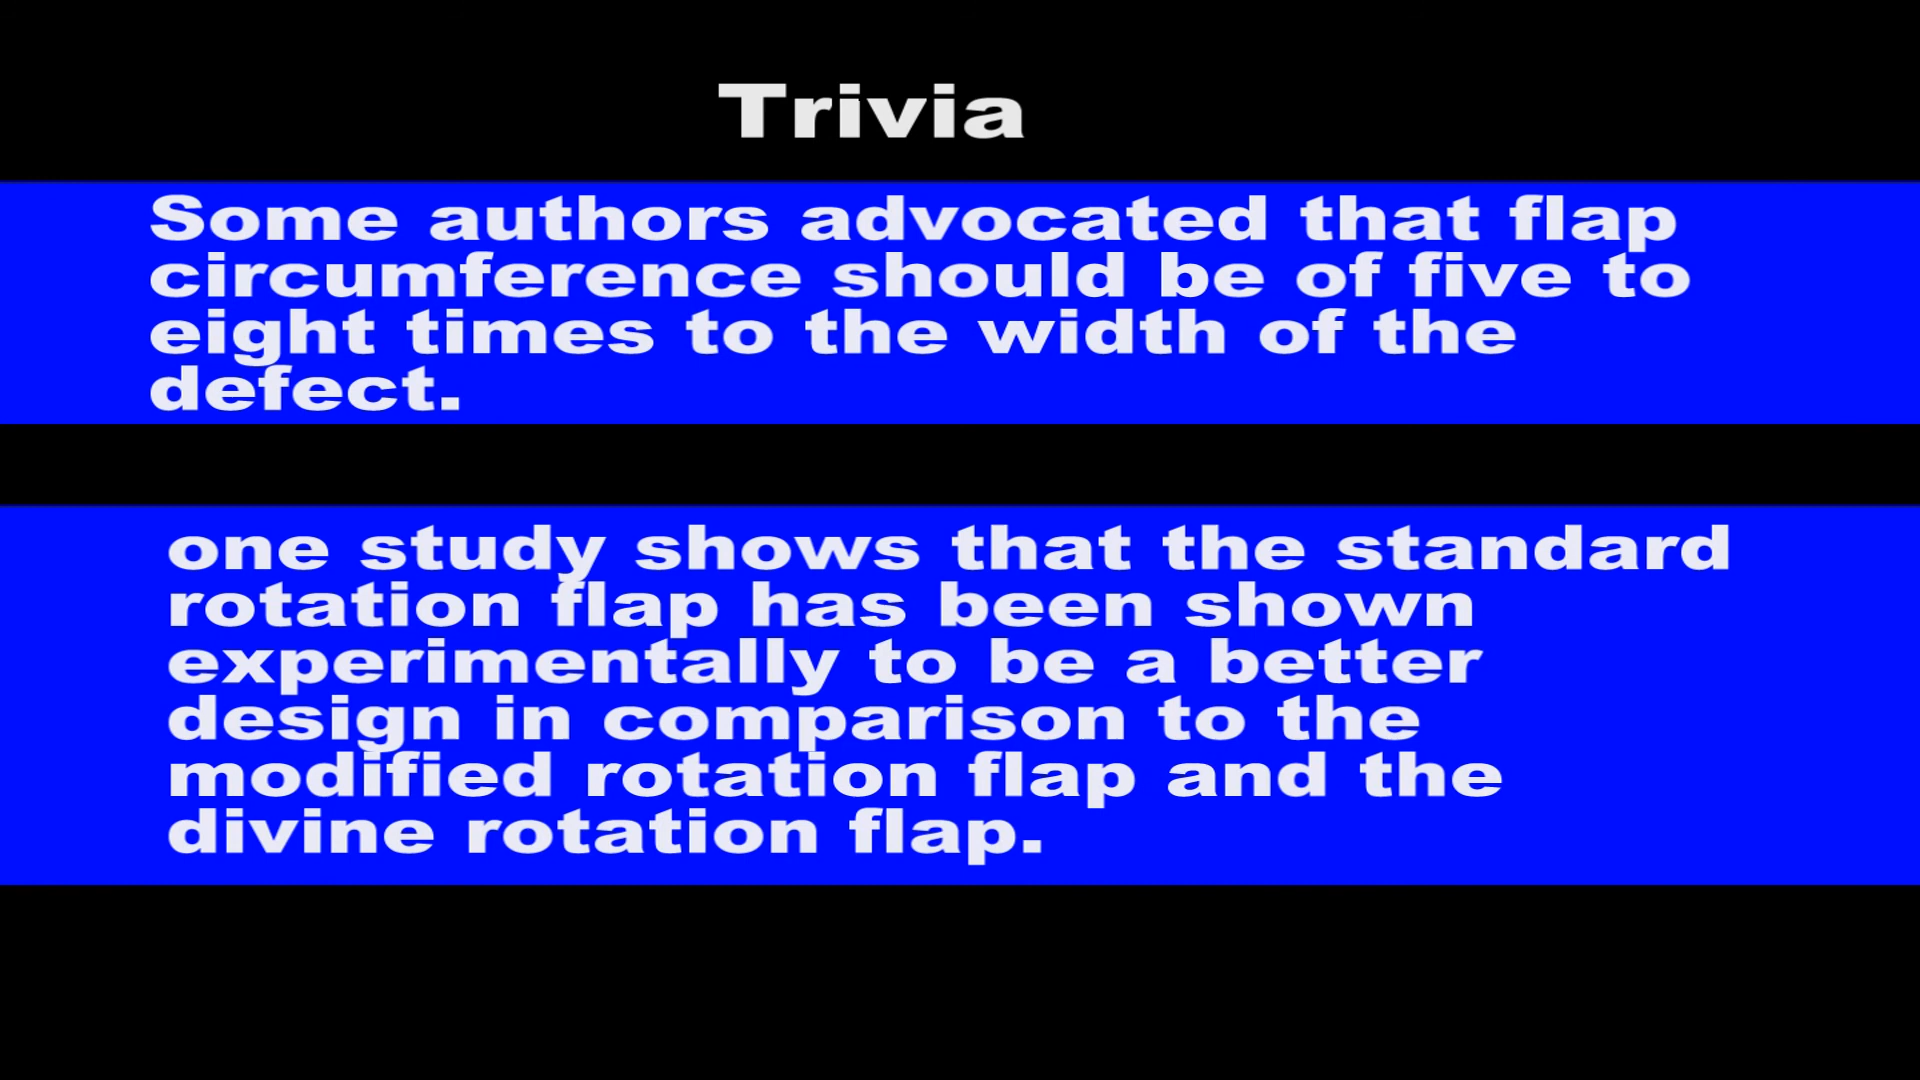 Trivia
Some authors advocated that flap
circumference should be of five to
eight times to the width of the
defect.
one study shows that the standard
rotation flap has been shown
experimentally to be a better
design in comparison to the
modified rotation flap and the
divine rotation flap.